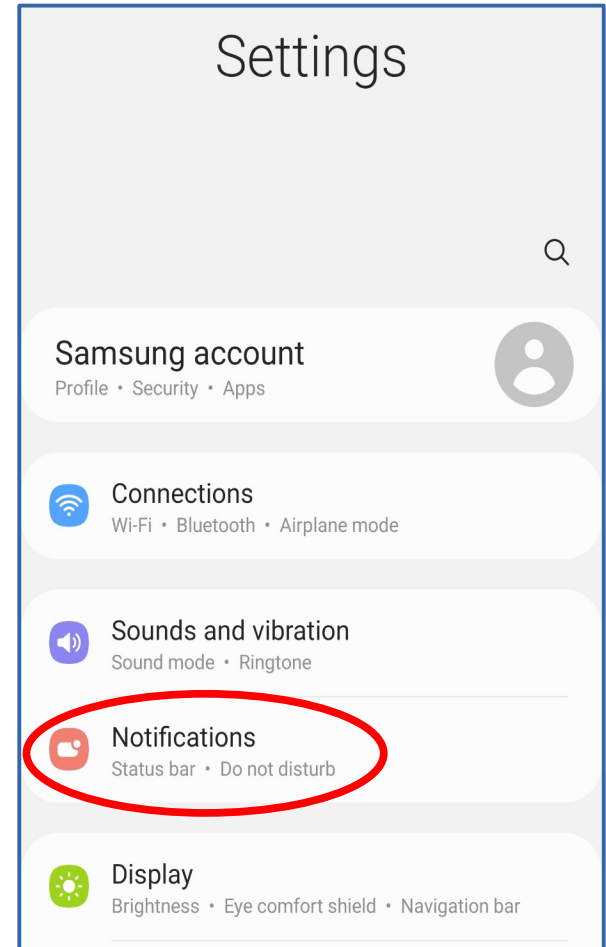 Settings
Samsung account
Profile • Security • Apps
Connections
Wi-Fi • Bluetooth • Airplane mode
Sounds and vibration
Sound mode • Ringtone
Notifications
Status bar • Do not disturb
Display
Brightness • Eye comfort shield • Navigation bar